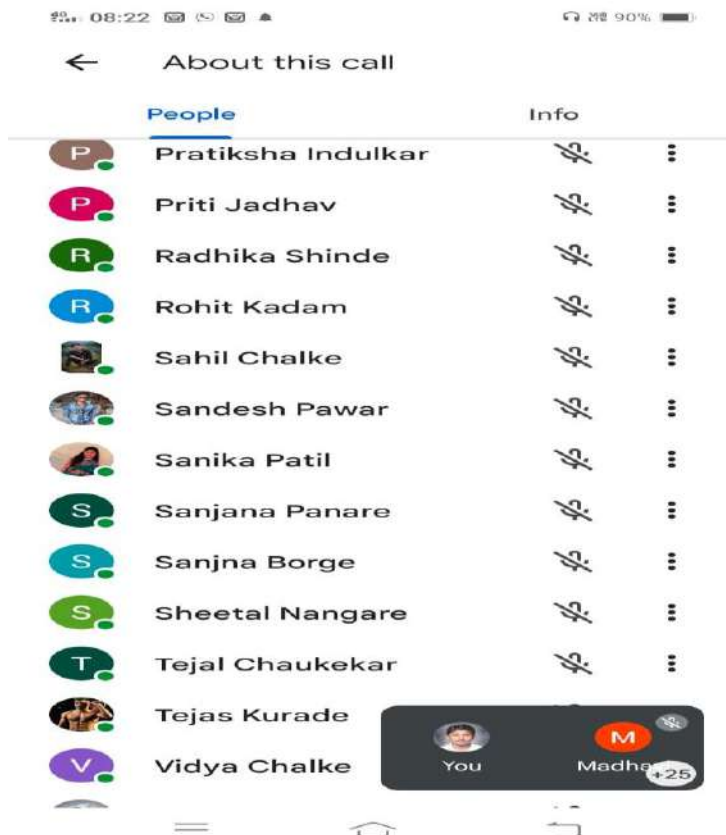 08:22 90%
About this call
People Info
P Pratiksha Indulkar
P Priti Jadhav
R Radhika Shinde
R Rohit Kadam
Sahil Chalke
Sandesh Pawar
Sanika Patil
S Sanjana Panare
S Sanjna Borge
S Sheetal Nangare
T Tejal Chaukekar
Tejas Kurade
M
V Vidya Chalke
You Madha +25